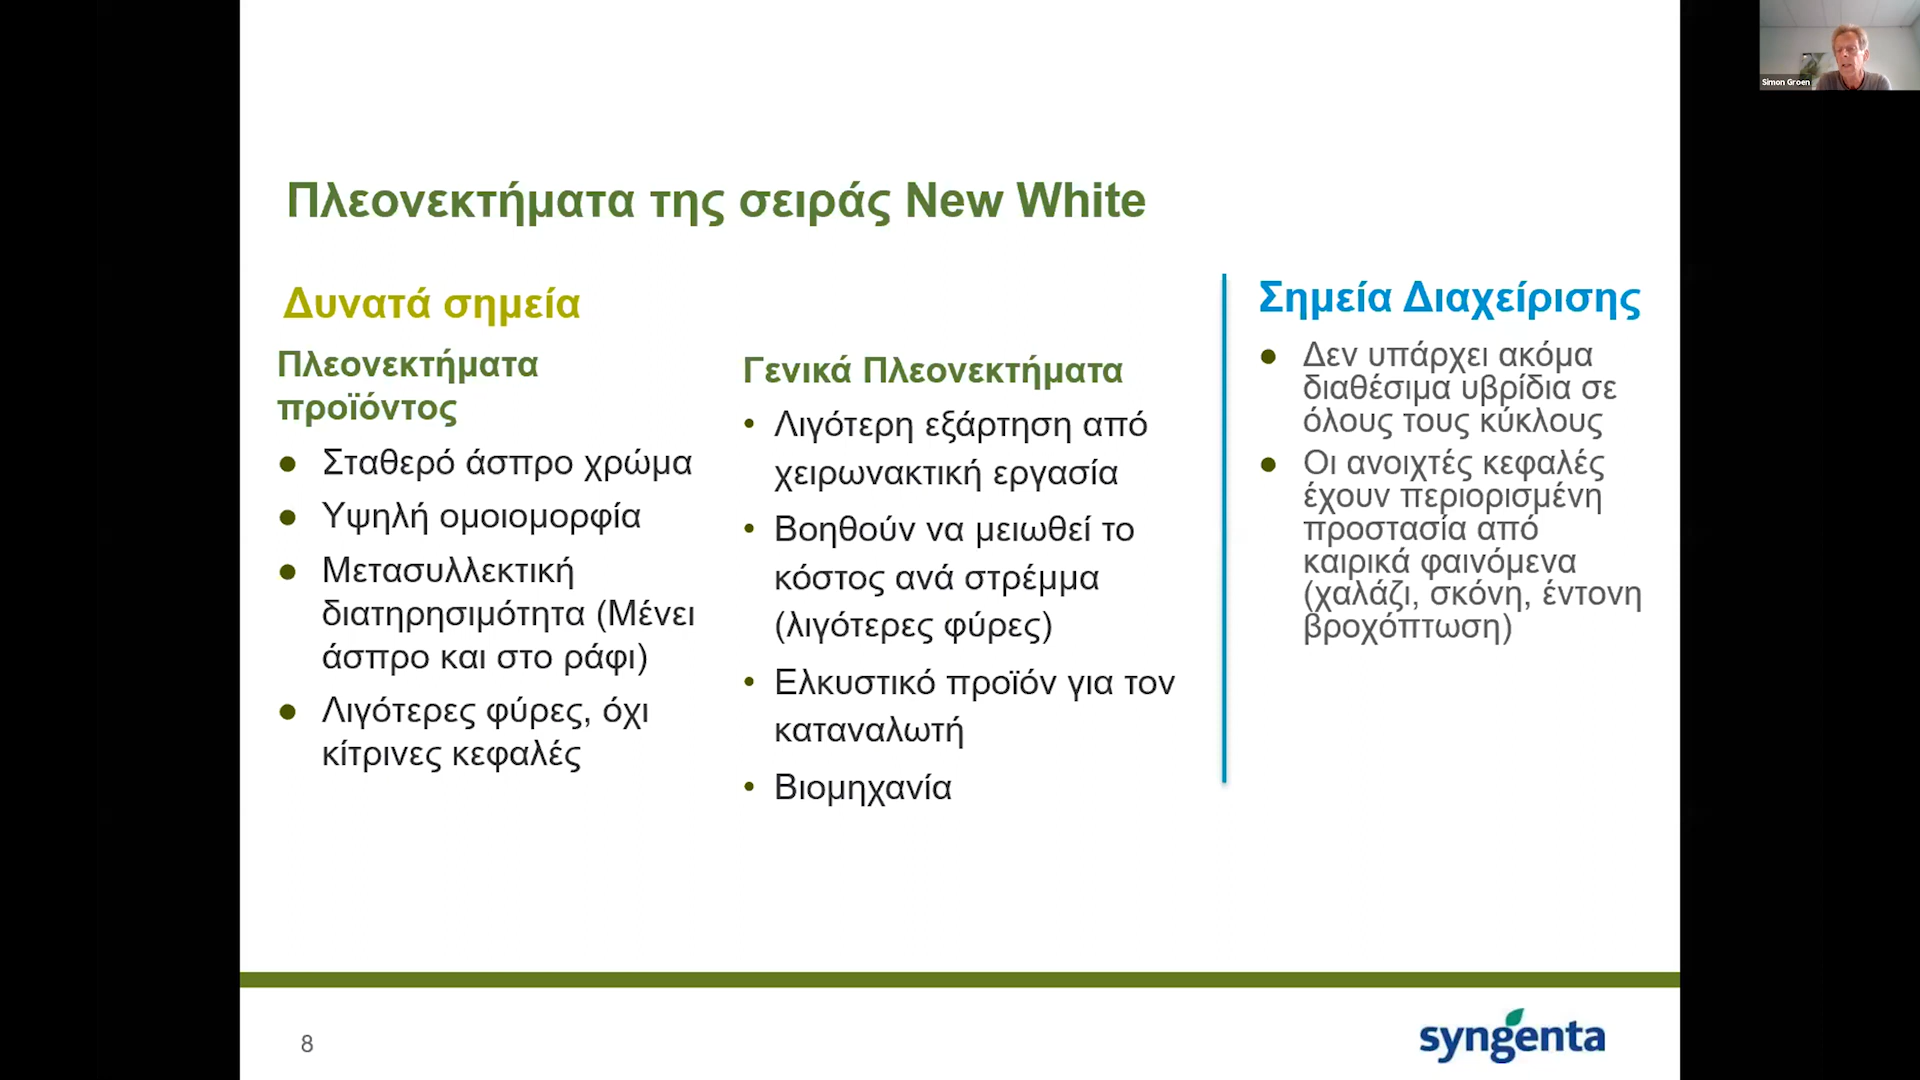 Simon Groen
Πλεονεκτήματα της σειράς New White
Δυνατά σημεία
Πλεονεκτήματα
προϊόντος
● Σταθερό άσπρο χρώμα
● Υψηλή ομοιομορφία
● Μετασυλλεκτική
διατηρησιμότητα (Μένει
άσπρο και στο ράφι)
● Λιγότερες φύρες, όχι
κίτρινες κεφαλές
Γενικά Πλεονεκτήματα
• Λιγότερη εξάρτηση από
χειρωνακτική εργασία
• Βοηθούν να μειωθεί το
κόστος ανά στρέμμα
(λιγότερες φύρες)
• Ελκυστικό προϊόν για τον
καταναλωτή
• Βιομηχανία
Σημεία Διαχείρισης
● Δεν υπάρχει ακόμα
διαθέσιμα υβρίδια σε
όλους τους κύκλους
● Οι ανοιχτές κεφαλές
έχουν περιορισμένη
προστασία από
καιρικά φαινόμενα
(χαλάζι, σκόνη, έντονη
βροχόπτωση)
8
syngenta